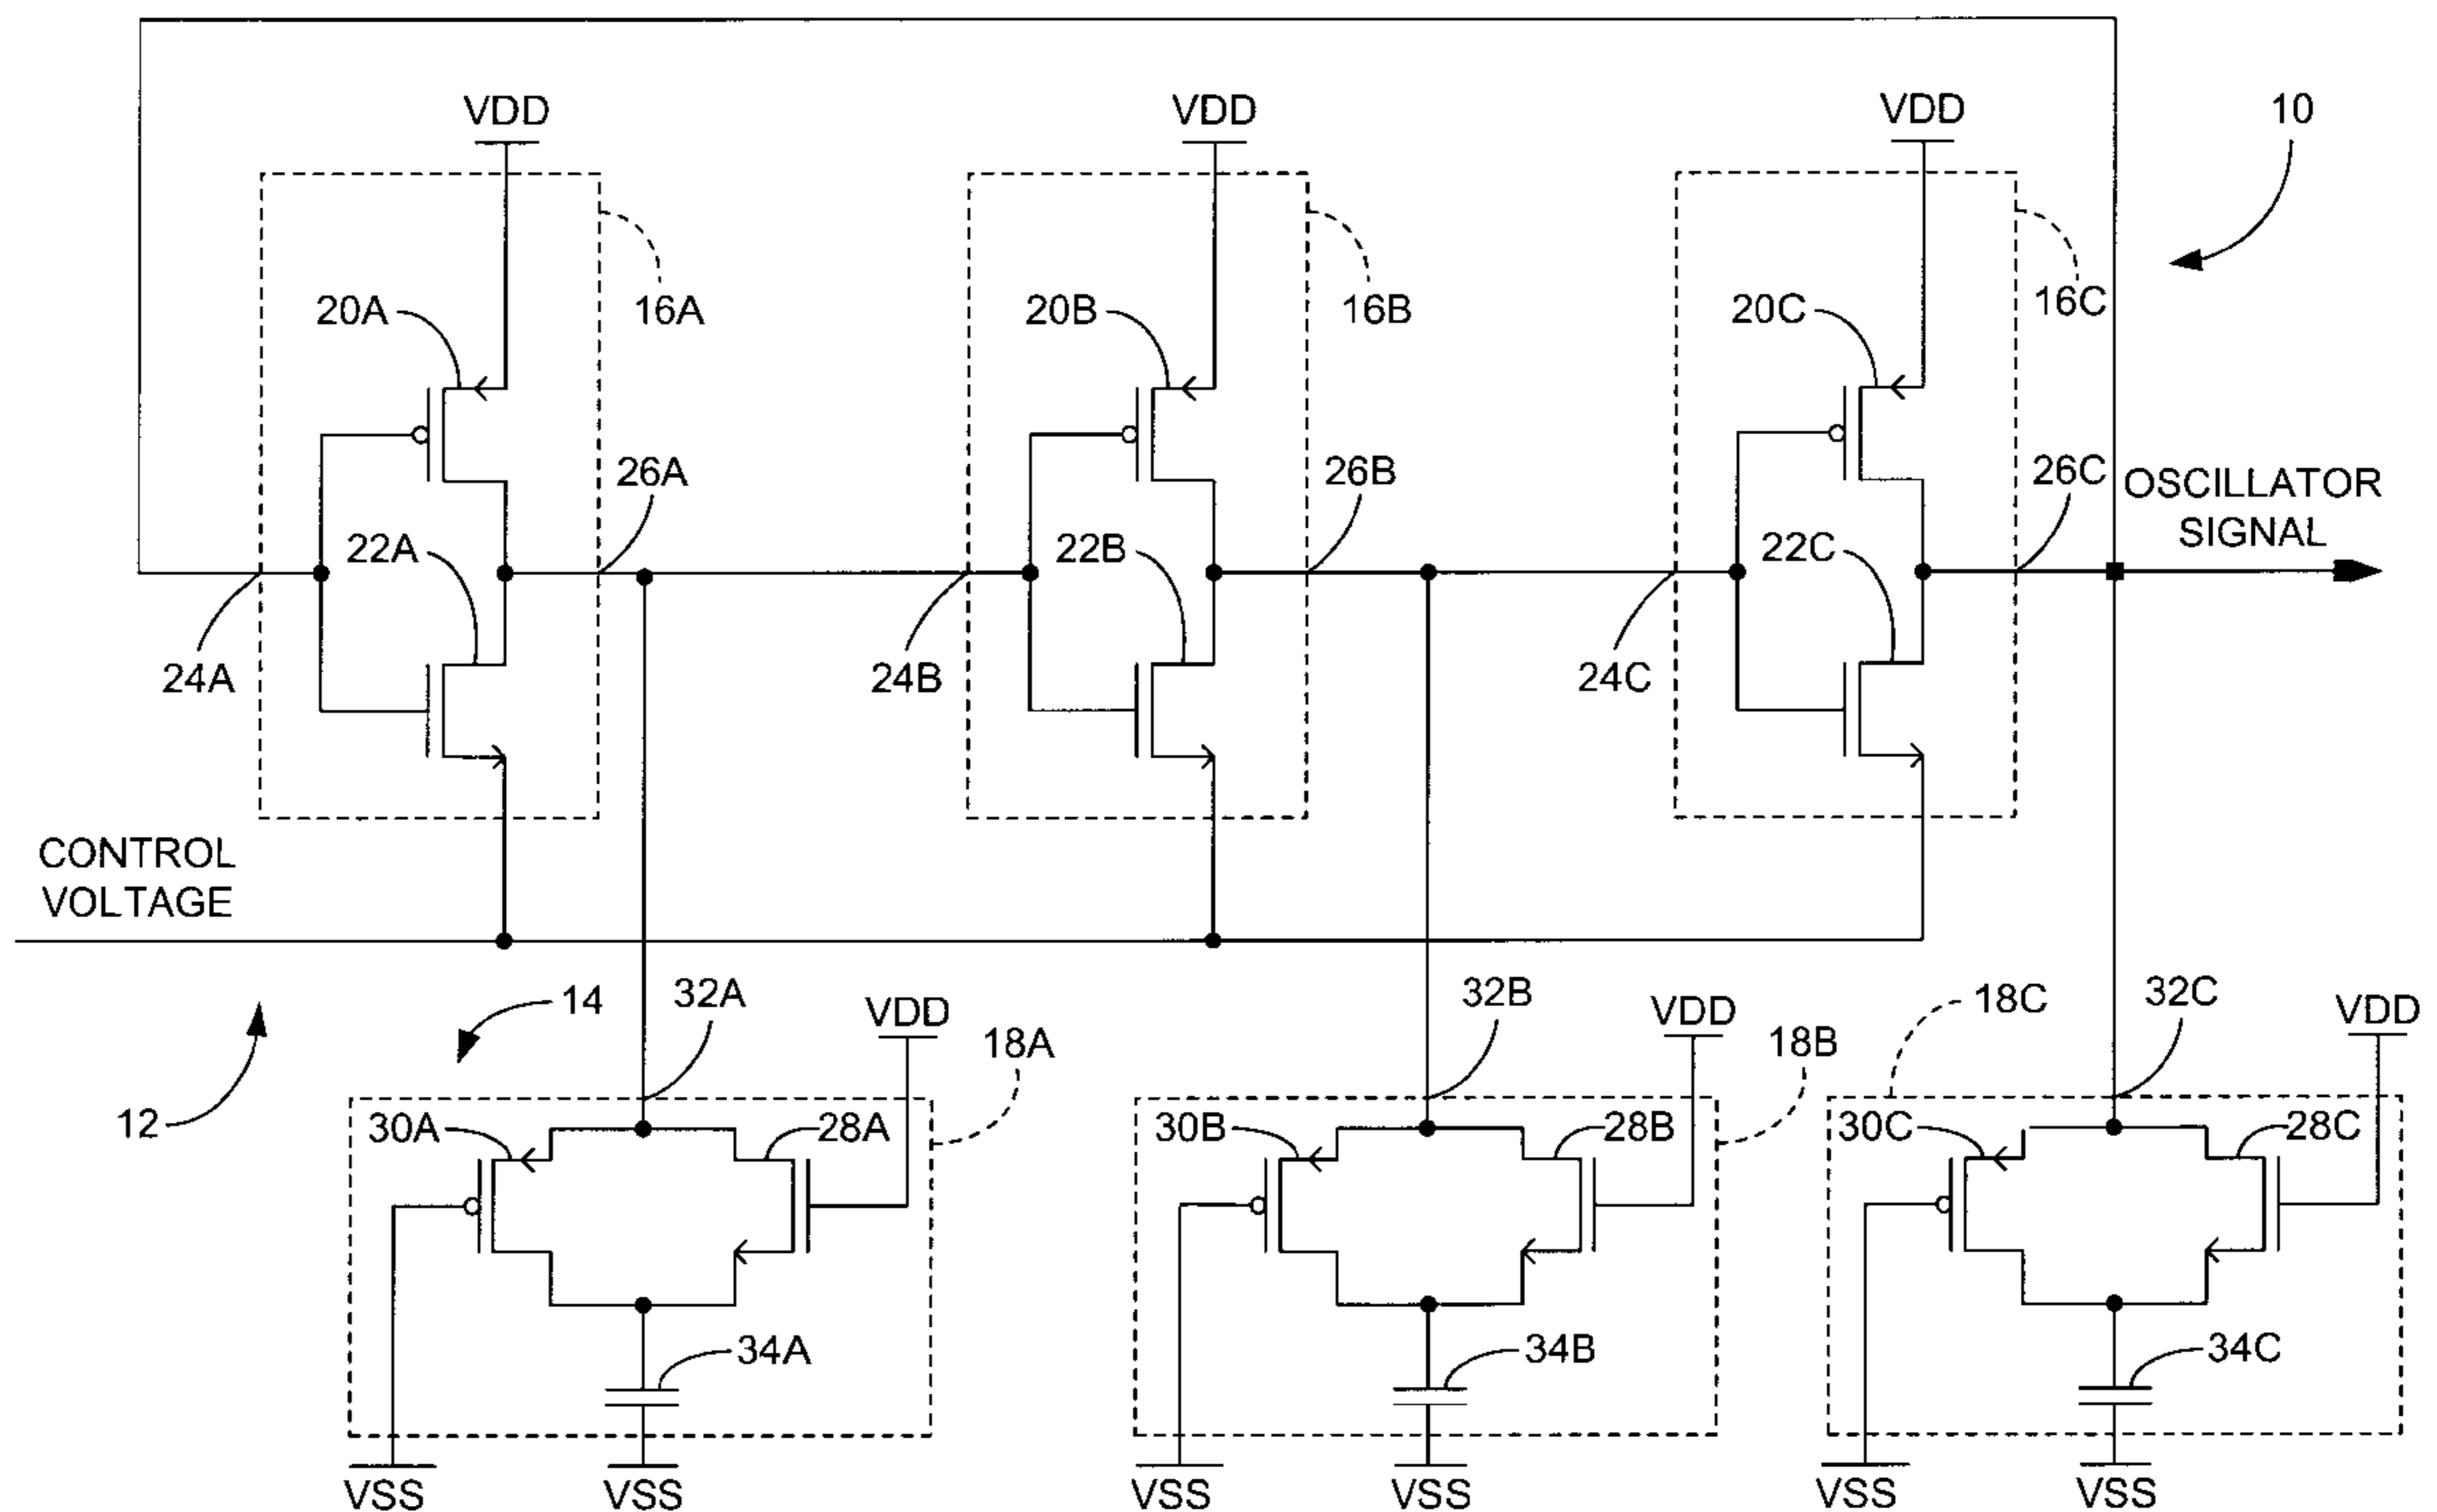 VDD
VDD
VDD
10
20A
16A
20B
16B
20C
16C
26A
26B
26C
OSCILLATOR
SIGNAL
22A
22B
22C
24A
24B
24C
CONTROL
VOLTAGE
14
32A
VDD
18A
32B
VDD
18B
18C
32C
VDD
12
30A
28A
30B
28B
30C
28C
34A
34B
34C
VSS
VSS
VSS
VSS
VSS
VSS